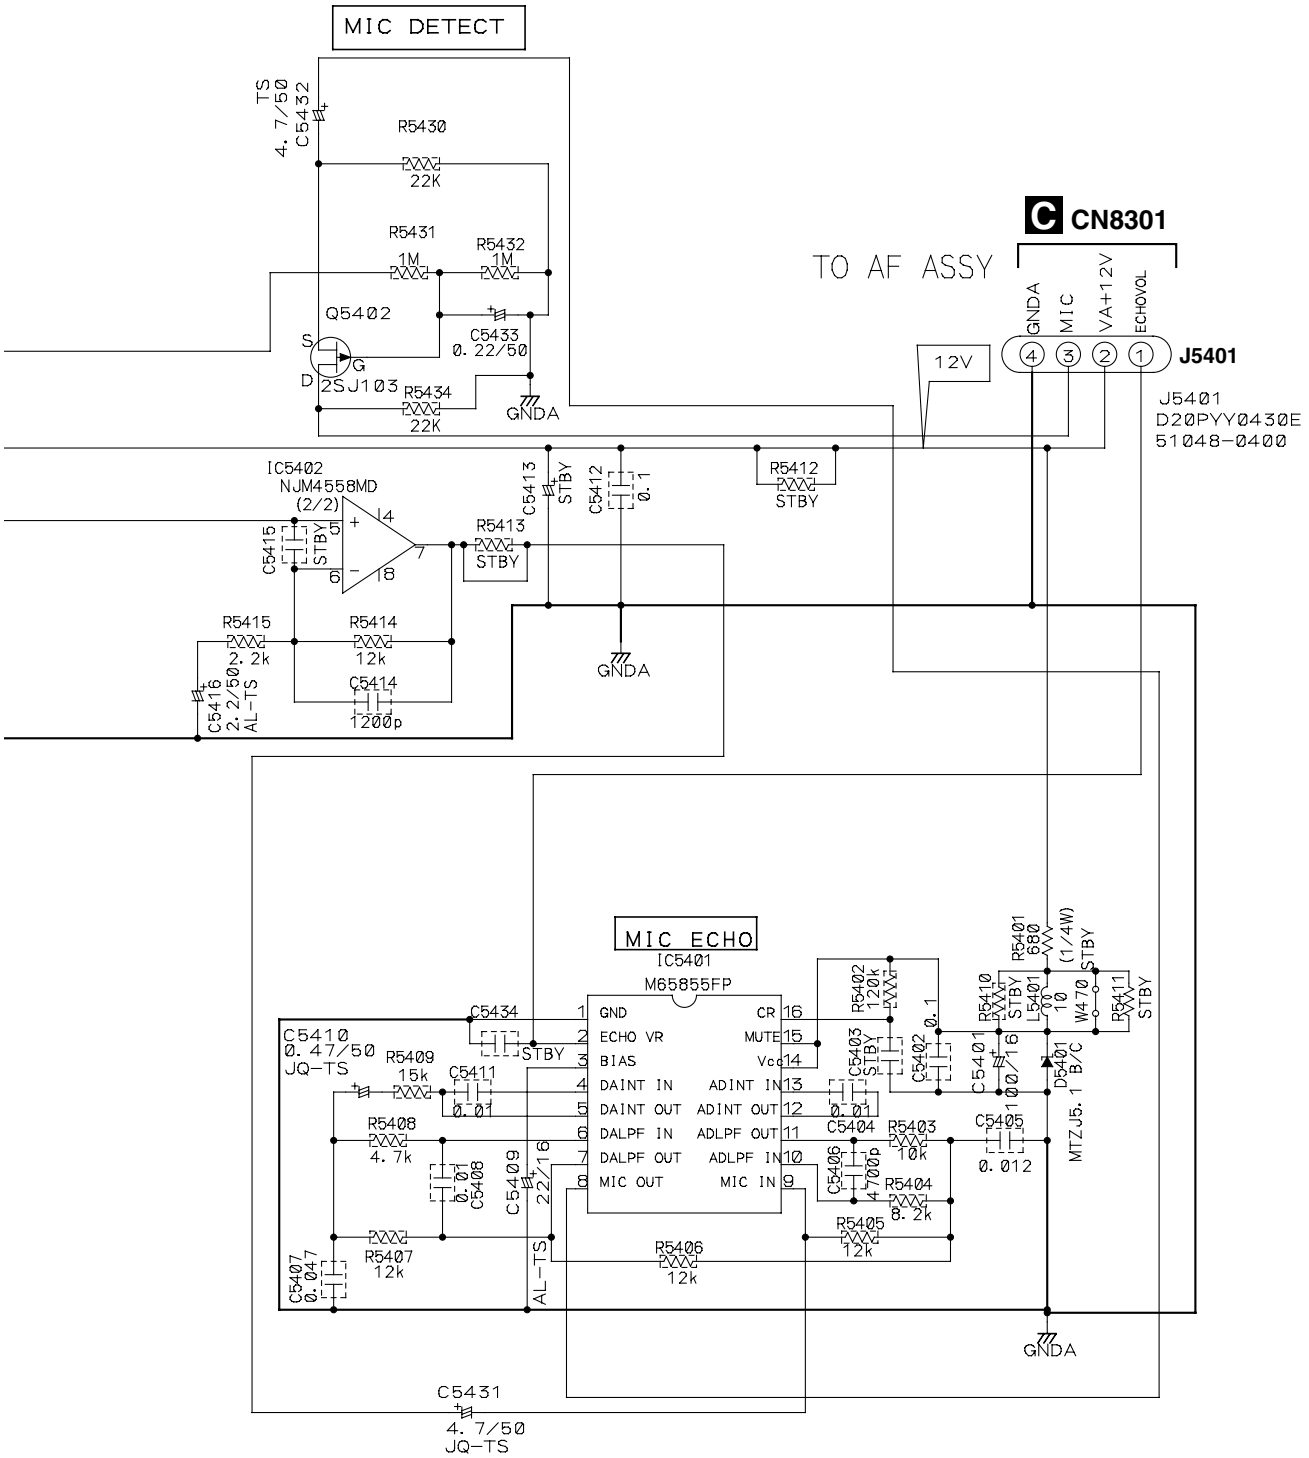 MIC DETECT
TS
4. 7/50
C5432
R5430
22K
R5431
1M
R5432
1M
Q5402
C5433
0.22/50
S
G
D
2SJ103
R5434
22K
GNDA
C CN8301
TO AF ASSY
GNDA
MIC
VA+12V
ECHOVOL
4
3
2
1
J5401
12V
J5401
D20PYY0430E
51048-0400
IC5402
NJM4558MD
(2/2)
C5415
STBY
5
+
4
6
-
8
7
R5413
STBY
C5413
STBY
C5412
0.1
R5412
STBY
R5415
2.2k
R5414
12k
C5414
1200p
C5416
2.2/50
AL-TS
GNDA
MIC ECHO
IC5401
M65855FP
1 GND
2 ECHO VR
3 BIAS
4 DAINT IN
5 DAINT OUT
6 DALPF IN
7 DALPF OUT
8 MIC OUT
CR 16
MUTE 15
Vcc 14
ADINT IN 13
ADINT OUT 12
ADLPF OUT 11
ADLPF IN 10
MIC IN 9
C5434
STBY
C5410
0.47/50
JQ-TS
R5409
15k
C5411
0.01
R5408
4.7k
0.01
C5408
C5409
22/16
AL-TS
R5407
12k
C5407
0.047
R5406
12k
R5402
120k
C5403
STBY
C5402
0.1
0.01
C5404
R5403
10k
C5406
4700p
R5404
8.2k
R5405
12k
C5405
0.012
R5401
680
(1/4W)
STBY
R5410
STBY
L5401
10
W470
R5411
STBY
C5401
100/16
D5401
MTZJ5.1 B/C
GNDA
C5431
4. 7/50
JQ-TS